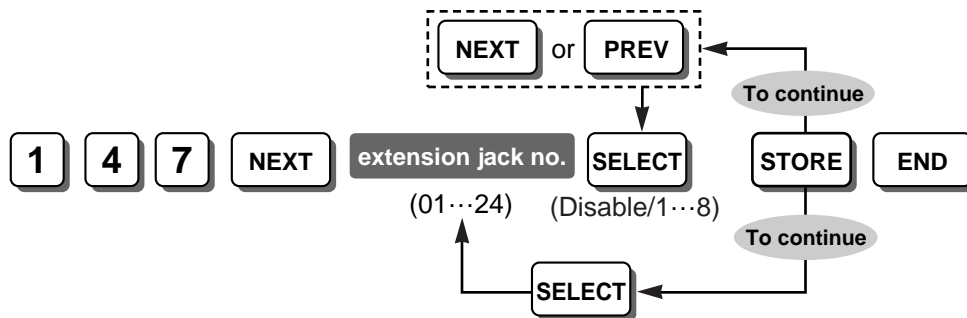 NEXT or PREV
To continue
1 4 7 NEXT extension jack no. SELECT STORE END
(01···24) (Disable/1···8)
To continue
SELECT